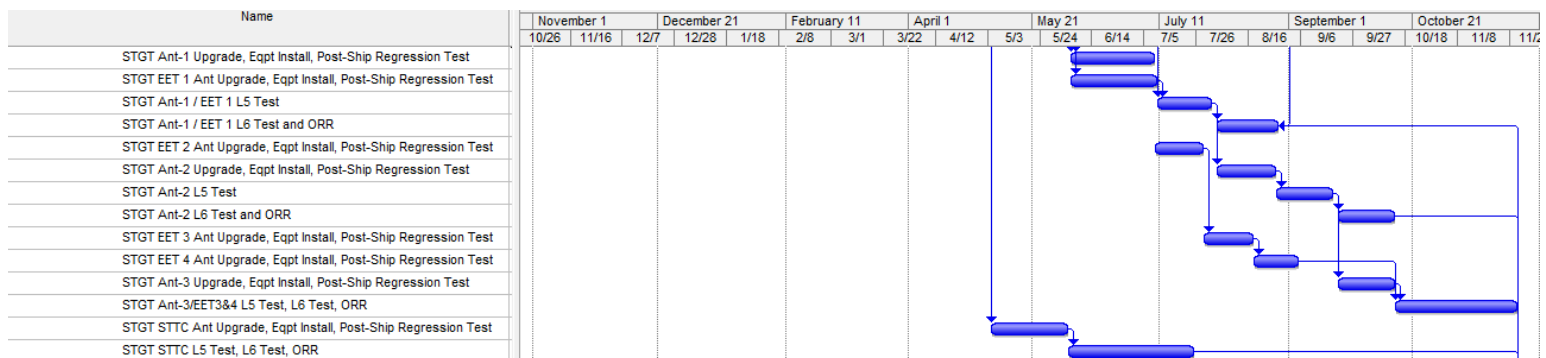 Name
November 1 December 21 February 11 April 1 May 21 July 11 September 1 October 21
10/26 11/16 12/7 12/28 1/18 2/8 3/1 3/22 4/12 5/3 5/24 6/14 7/5 7/26 8/16 9/6 9/27 10/18 11/8
STGT Ant-1 Upgrade, Eqpt Install, Post-Ship Regression Test
STGT EET 1 Ant Upgrade, Eqpt Install, Post-Ship Regression Test
STGT Ant-1 / EET 1 L5 Test
STGT Ant-1 / EET 1 L6 Test and ORR
STGT EET 2 Ant Upgrade, Eqpt Install, Post-Ship Regression Test
STGT Ant-2 Upgrade, Eqpt Install, Post-Ship Regression Test
STGT Ant-2 L5 Test
STGT Ant-2 L6 Test and ORR
STGT EET 3 Ant Upgrade, Eqpt Install, Post-Ship Regression Test
STGT EET 4 Ant Upgrade, Eqpt Install, Post-Ship Regression Test
STGT Ant-3 Upgrade, Eqpt Install, Post-Ship Regression Test
STGT Ant-3/EET3&4 L5 Test, L6 Test, ORR
STGT STTC Ant Upgrade, Eqpt Install, Post-Ship Regression Test
STGT STTC L5 Test, L6 Test, ORR